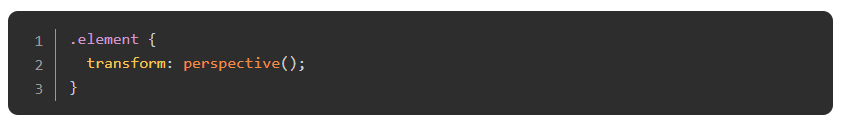 1 .element {
2   transform: perspective();
3 }